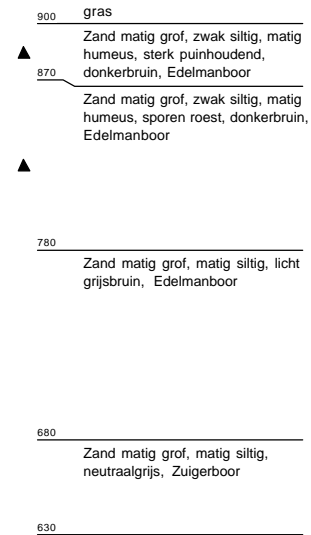 900 gras
Zand matig grof, zwak siltig, matig
humeus, sterk puinhoudend,
870 donkerbruin, Edelmanboor
Zand matig grof, zwak siltig, matig
humeus, sporen roest, donkerbruin,
Edelmanboor
780
Zand matig grof, matig siltig, licht
grijsbruin, Edelmanboor
680
Zand matig grof, matig siltig,
neutraalgrijs, Zuigerboor
630